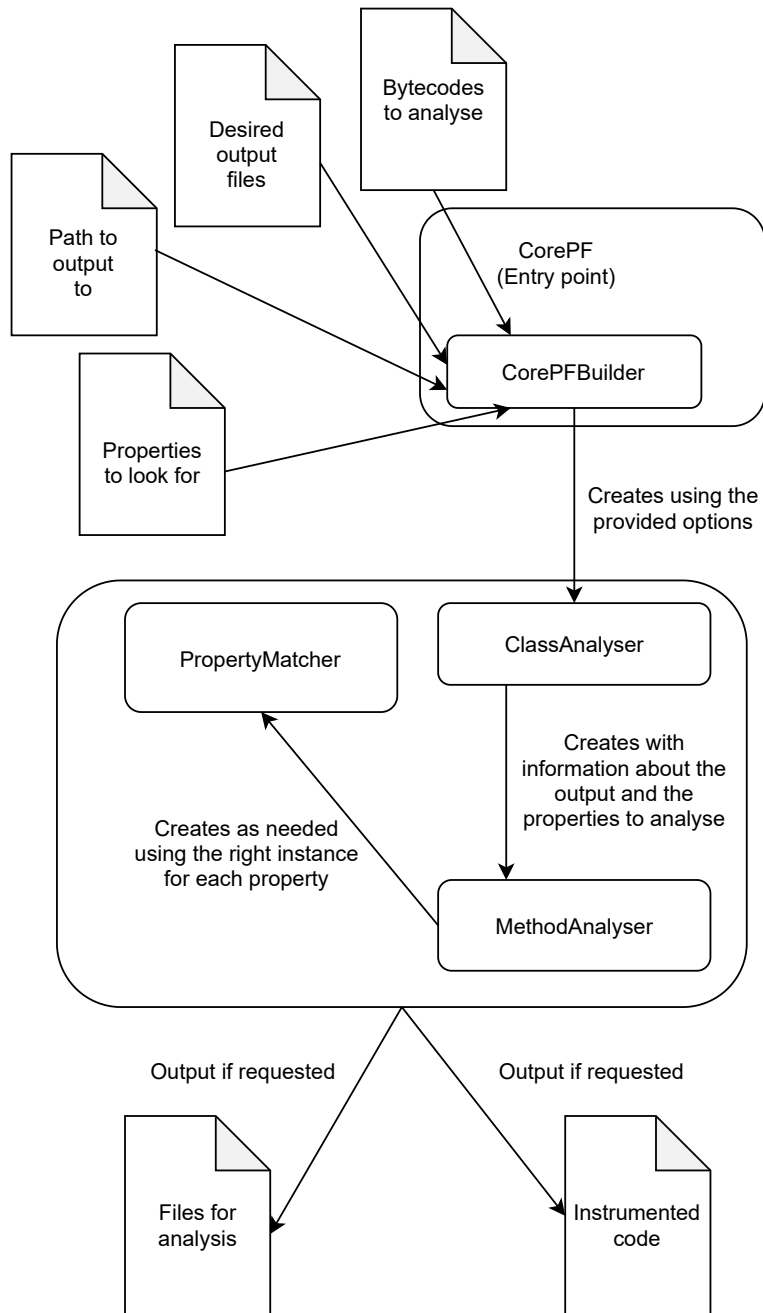 Bytecodes
to analyse
Desired
output
files
Path to
output
to
CorePF
(Entry point)
CorePFBuilder
Properties
to look for
Creates using the
provided options
PropertyMatcher
ClassAnalyser
Creates with
information about the
output and the
properties to analyse
Creates as needed
using the right instance
for each property
MethodAnalyser
Output if requested
Output if requested
Files for
analysis
Instrumented
code